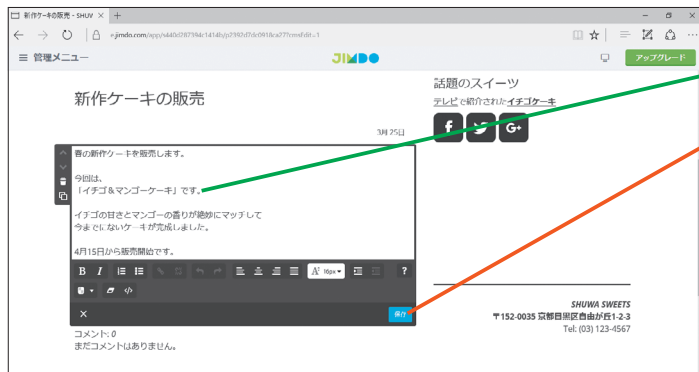 新作ケーキの販売 - SHUW
e.jimdo.com
管理メニュー
JIMDO
アップグレード
新作ケーキの販売
3月 25日
春の新作ケーキを販売します。
今回は、
「イチゴ＆マンゴーケーキ」です。
イチゴの甘さとマンゴーの香りが絶妙にマッチして
今までにないケーキが完成しました。
4月15日から販売開始です。
B I 16px ?
保存
コメント: 0
まだコメントはありません。
話題のスイーツ
テレビで紹介されたイチゴケーキ
f G+
SHUWA SWEETS
〒152-0035 京都目黒区自由が丘1-2-3
Tel: (03) 123-4567